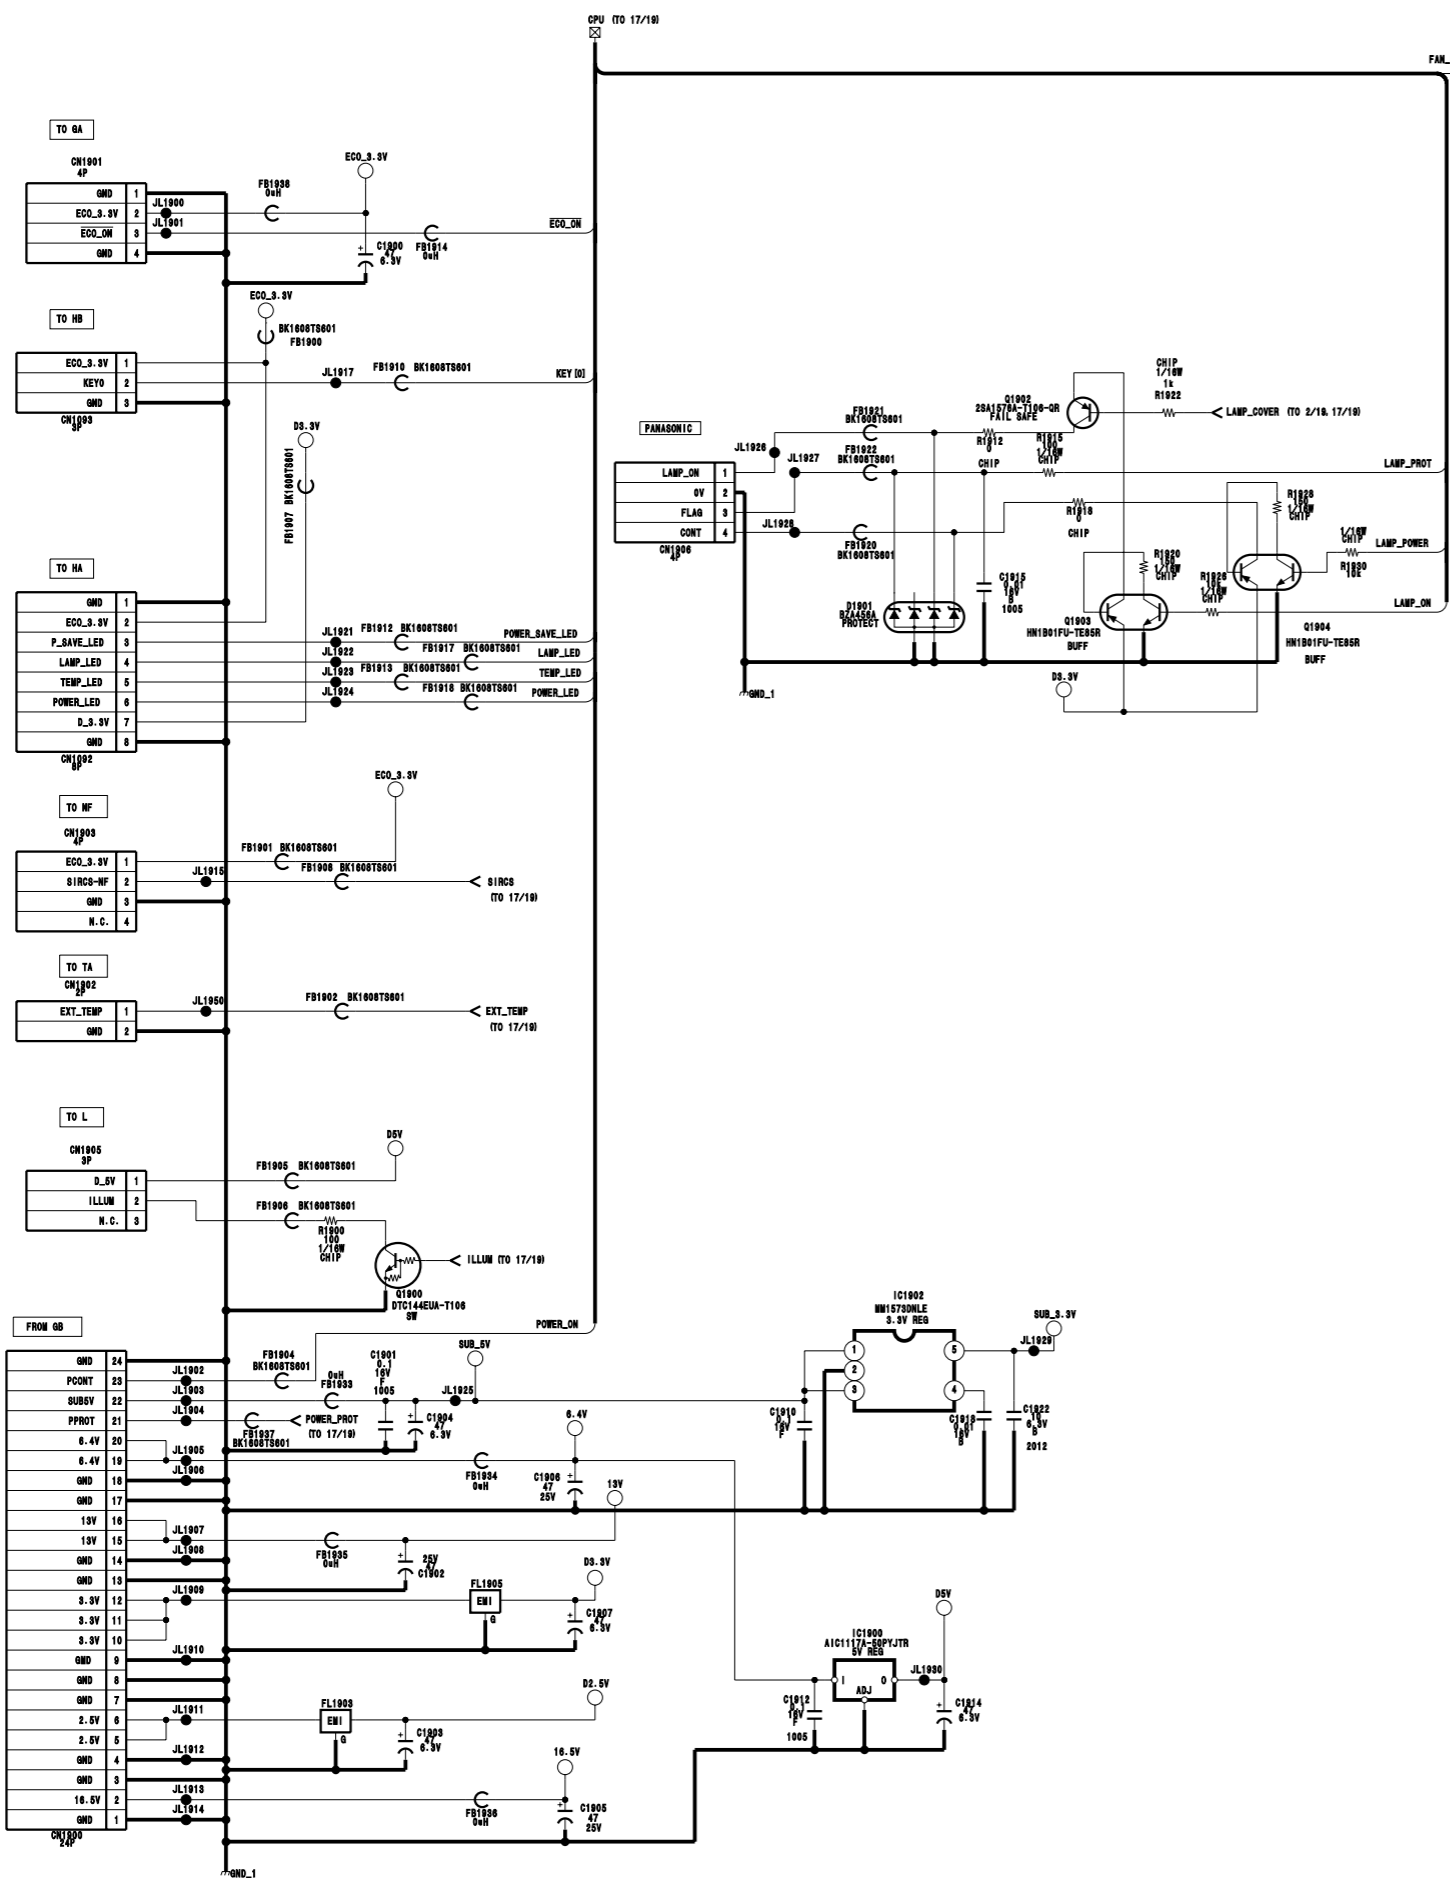 CPU (TO 17/19)
FAN_
TO GA
CN1901
4P
GND 1
ECO_3.3V 2
ECO_ON 3
GND 4
JL1900
JL1901
FB1938
0uH
ECO_3.3V
C1900
47
6.3V
FB1914
0uH
ECO_ON
TO HB
ECO_3.3V
BK1608TS601
FB1900
ECO_3.3V 1
KEY0 2
GND 3
CN1093
3P
JL1917
FB1910 BK1608TS601
KEY[0]
D3.3V
FB1907 BK1608TS601
TO HA
GND 1
ECO_3.3V 2
P_SAVE_LED 3
LAMP_LED 4
TEMP_LED 5
POWER_LED 6
D_3.3V 7
GND 8
CN1092
8P
JL1921
JL1922
JL1923
JL1924
FB1912 BK1608TS601
FB1917 BK1608TS601
FB1913 BK1608TS601
FB1918 BK1608TS601
POWER_SAVE_LED
LAMP_LED
TEMP_LED
POWER_LED
PANASONIC
LAMP_ON 1
0V 2
FLAG 3
CONT 4
CN1906
4P
JL1926
JL1927
JL1928
FB1921
BK1608TS601
FB1922
BK1608TS601
FB1920
BK1608TS601
Q1902
2SA1576A-T106-QR
FAIL SAFE
CHIP
1/16W
1k
R1922
LAMP_COVER (TO 2/19,17/19)
R1912
0
CHIP
R1915
100
1/16W
CHIP
LAMP_PROT
R1918
0
CHIP
R1928
150
1/16W
CHIP
1/16W
CHIP
R1930
10k
LAMP_POWER
R1920
150
1/16W
CHIP
R1926
10k
1/16W
CHIP
LAMP_ON
C1915
0.01
16V
B
1005
D1901
BZA456A
PROTECT
Q1903
HN1B01FU-TE85R
BUFF
Q1904
HN1B01FU-TE85R
BUFF
D3.3V
GND_1
TO NF
CN1903
4P
ECO_3.3V 1
SIRCS-NF 2
GND 3
N.C. 4
JL1915
ECO_3.3V
FB1901 BK1608TS601
FB1908 BK1608TS601
SIRCS
(TO 17/19)
TO TA
CN1902
2P
EXT_TEMP 1
GND 2
JL1950
FB1902 BK1608TS601
EXT_TEMP
(TO 17/19)
TO L
CN1905
3P
D_5V 1
ILLUM 2
N.C. 3
D5V
FB1905 BK1608TS601
FB1906 BK1608TS601
R1900
100
1/16W
CHIP
ILLUM (TO 17/19)
Q1900
DTC144EUA-T106
SW
FROM GB
GND 24
PCONT 23
SUB5V 22
PPROT 21
6.4V 20
6.4V 19
GND 18
GND 17
13V 16
13V 15
GND 14
GND 13
3.3V 12
3.3V 11
3.3V 10
GND 9
GND 8
GND 7
2.5V 6
2.5V 5
GND 4
GND 3
16.5V 2
GND 1
CN1900
24P
JL1902
JL1903
JL1904
JL1905
JL1906
JL1907
JL1908
JL1909
JL1910
JL1911
JL1912
JL1913
JL1914
POWER_ON
FB1904
BK1608TS601
0uH
FB1933
C1901
0.1
16V
F
1005
SUB_5V
JL1925
C1904
47
6.3V
POWER_PROT
(TO 17/19)
FB1937
BK1608TS601
FB1934
0uH
6.4V
C1906
47
25V
13V
FB1935
0uH
25V
47
C1902
FL1905
EMI
G
D3.3V
C1907
47
6.3V
FL1903
EMI
G
D2.5V
C1903
47
6.3V
16.5V
FB1936
0uH
C1905
47
25V
GND_1
IC1902
MM1573DNLE
3.3V REG
1
2
3
5
4
SUB_3.3V
JL1929
C1910
0.1
16V
F
C1918
0.01
16V
B
C1922
10
6.3V
B
2012
IC1900
AIC1117A-50PYJTR
5V REG
I
O
ADJ
D5V
JL1930
C1912
0.1
16V
F
1005
C1914
47
6.3V